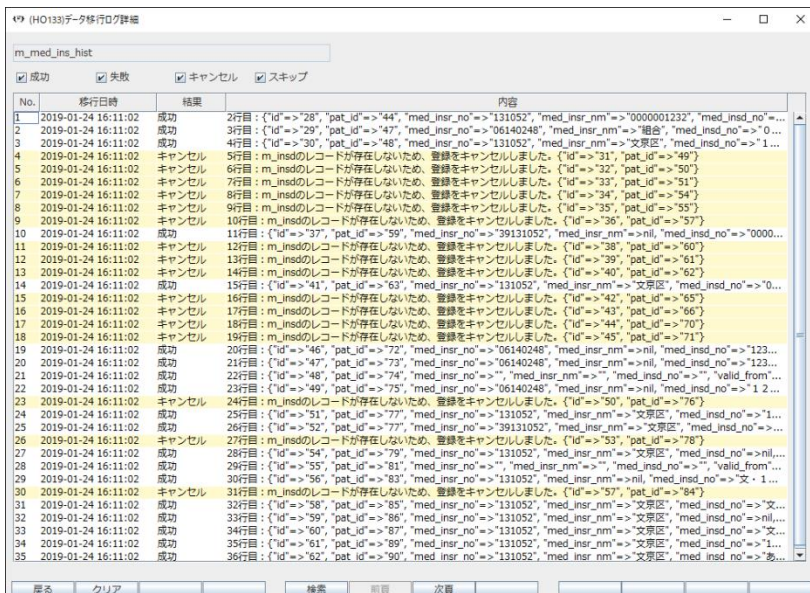 (HO133)データ移行ログ詳細
m_med_ins_hist
成功 失敗 キャンセル スキップ
No. 移行日時 結果 内容
1 2019-01-24 16:11:02 成功 2行目：{"id"=>"28", "pat_id"=>"44", "med_insr_no"=>"131052", "med_insr_nm"=>"0000001232", "med_insd_no"=...
2 2019-01-24 16:11:02 成功 3行目：{"id"=>"29", "pat_id"=>"47", "med_insr_no"=>"06140248", "med_insr_nm"=>"組合", "med_insd_no"=>"０...
3 2019-01-24 16:11:02 成功 4行目：{"id"=>"30", "pat_id"=>"48", "med_insr_no"=>"131052", "med_insr_nm"=>"文京区", "med_insd_no"=>"１...
4 2019-01-24 16:11:02 キャンセル 5行目：m_insdのレコードが存在しないため、登録をキャンセルしました。{"id"=>"31", "pat_id"=>"49"}
5 2019-01-24 16:11:02 キャンセル 6行目：m_insdのレコードが存在しないため、登録をキャンセルしました。{"id"=>"32", "pat_id"=>"50"}
6 2019-01-24 16:11:02 キャンセル 7行目：m_insdのレコードが存在しないため、登録をキャンセルしました。{"id"=>"33", "pat_id"=>"51"}
7 2019-01-24 16:11:02 キャンセル 8行目：m_insdのレコードが存在しないため、登録をキャンセルしました。{"id"=>"34", "pat_id"=>"54"}
8 2019-01-24 16:11:02 キャンセル 9行目：m_insdのレコードが存在しないため、登録をキャンセルしました。{"id"=>"35", "pat_id"=>"55"}
9 2019-01-24 16:11:02 キャンセル 10行目：m_insdのレコードが存在しないため、登録をキャンセルしました。{"id"=>"36", "pat_id"=>"57"}
10 2019-01-24 16:11:02 成功 11行目：{"id"=>"37", "pat_id"=>"59", "med_insr_no"=>"39131052", "med_insr_nm"=>nil, "med_insd_no"=>"0000...
11 2019-01-24 16:11:02 キャンセル 12行目：m_insdのレコードが存在しないため、登録をキャンセルしました。{"id"=>"38", "pat_id"=>"60"}
12 2019-01-24 16:11:02 キャンセル 13行目：m_insdのレコードが存在しないため、登録をキャンセルしました。{"id"=>"39", "pat_id"=>"61"}
13 2019-01-24 16:11:02 キャンセル 14行目：m_insdのレコードが存在しないため、登録をキャンセルしました。{"id"=>"40", "pat_id"=>"62"}
14 2019-01-24 16:11:02 成功 15行目：{"id"=>"41", "pat_id"=>"63", "med_insr_no"=>"131052", "med_insr_nm"=>"文京区", "med_insd_no"=>"0...
15 2019-01-24 16:11:02 キャンセル 16行目：m_insdのレコードが存在しないため、登録をキャンセルしました。{"id"=>"42", "pat_id"=>"65"}
16 2019-01-24 16:11:02 キャンセル 17行目：m_insdのレコードが存在しないため、登録をキャンセルしました。{"id"=>"43", "pat_id"=>"66"}
17 2019-01-24 16:11:02 キャンセル 18行目：m_insdのレコードが存在しないため、登録をキャンセルしました。{"id"=>"44", "pat_id"=>"70"}
18 2019-01-24 16:11:02 キャンセル 19行目：m_insdのレコードが存在しないため、登録をキャンセルしました。{"id"=>"45", "pat_id"=>"71"}
19 2019-01-24 16:11:02 成功 20行目：{"id"=>"46", "pat_id"=>"72", "med_insr_no"=>"06140248", "med_insr_nm"=>nil, "med_insd_no"=>"123...
20 2019-01-24 16:11:02 成功 21行目：{"id"=>"47", "pat_id"=>"73", "med_insr_no"=>"06140248", "med_insr_nm"=>nil, "med_insd_no"=>"123...
21 2019-01-24 16:11:02 成功 22行目：{"id"=>"48", "pat_id"=>"74", "med_insr_no"=>"", "med_insr_nm"=>"", "med_insd_no"=>"", "valid_from"...
22 2019-01-24 16:11:02 成功 23行目：{"id"=>"49", "pat_id"=>"75", "med_insr_no"=>"06140248", "med_insr_nm"=>nil, "med_insd_no"=>"１２...
23 2019-01-24 16:11:02 キャンセル 24行目：m_insdのレコードが存在しないため、登録をキャンセルしました。{"id"=>"50", "pat_id"=>"76"}
24 2019-01-24 16:11:02 成功 25行目：{"id"=>"51", "pat_id"=>"77", "med_insr_no"=>"131052", "med_insr_nm"=>"文京区", "med_insd_no"=>"1...
25 2019-01-24 16:11:02 成功 26行目：{"id"=>"52", "pat_id"=>"77", "med_insr_no"=>"39131052", "med_insr_nm"=>"文京区", "med_insd_no"=>...
26 2019-01-24 16:11:02 キャンセル 27行目：m_insdのレコードが存在しないため、登録をキャンセルしました。{"id"=>"53", "pat_id"=>"78"}
27 2019-01-24 16:11:02 成功 28行目：{"id"=>"54", "pat_id"=>"79", "med_insr_no"=>"131052", "med_insr_nm"=>"文京区", "med_insd_no"=>nil,...
28 2019-01-24 16:11:02 成功 29行目：{"id"=>"55", "pat_id"=>"81", "med_insr_no"=>"", "med_insr_nm"=>"", "med_insd_no"=>"", "valid_from"...
29 2019-01-24 16:11:02 成功 30行目：{"id"=>"56", "pat_id"=>"83", "med_insr_no"=>"131052", "med_insr_nm"=>nil, "med_insd_no"=>"文・１...
30 2019-01-24 16:11:02 キャンセル 31行目：m_insdのレコードが存在しないため、登録をキャンセルしました。{"id"=>"57", "pat_id"=>"84"}
31 2019-01-24 16:11:02 成功 32行目：{"id"=>"58", "pat_id"=>"85", "med_insr_no"=>"131052", "med_insr_nm"=>"文京区", "med_insd_no"=>"文...
32 2019-01-24 16:11:02 成功 33行目：{"id"=>"59", "pat_id"=>"86", "med_insr_no"=>"131052", "med_insr_nm"=>"文京区", "med_insd_no"=>nil,...
33 2019-01-24 16:11:02 成功 34行目：{"id"=>"60", "pat_id"=>"87", "med_insr_no"=>"131052", "med_insr_nm"=>"文京区", "med_insd_no"=>"文...
34 2019-01-24 16:11:02 成功 35行目：{"id"=>"61", "pat_id"=>"89", "med_insr_no"=>"131052", "med_insr_nm"=>"文京区", "med_insd_no"=>"1...
35 2019-01-24 16:11:02 成功 36行目：{"id"=>"62", "pat_id"=>"90", "med_insr_no"=>"131052", "med_insr_nm"=>"文京区", "med_insd_no"=>"あ...
戻る クリア 検索 前頁 次頁